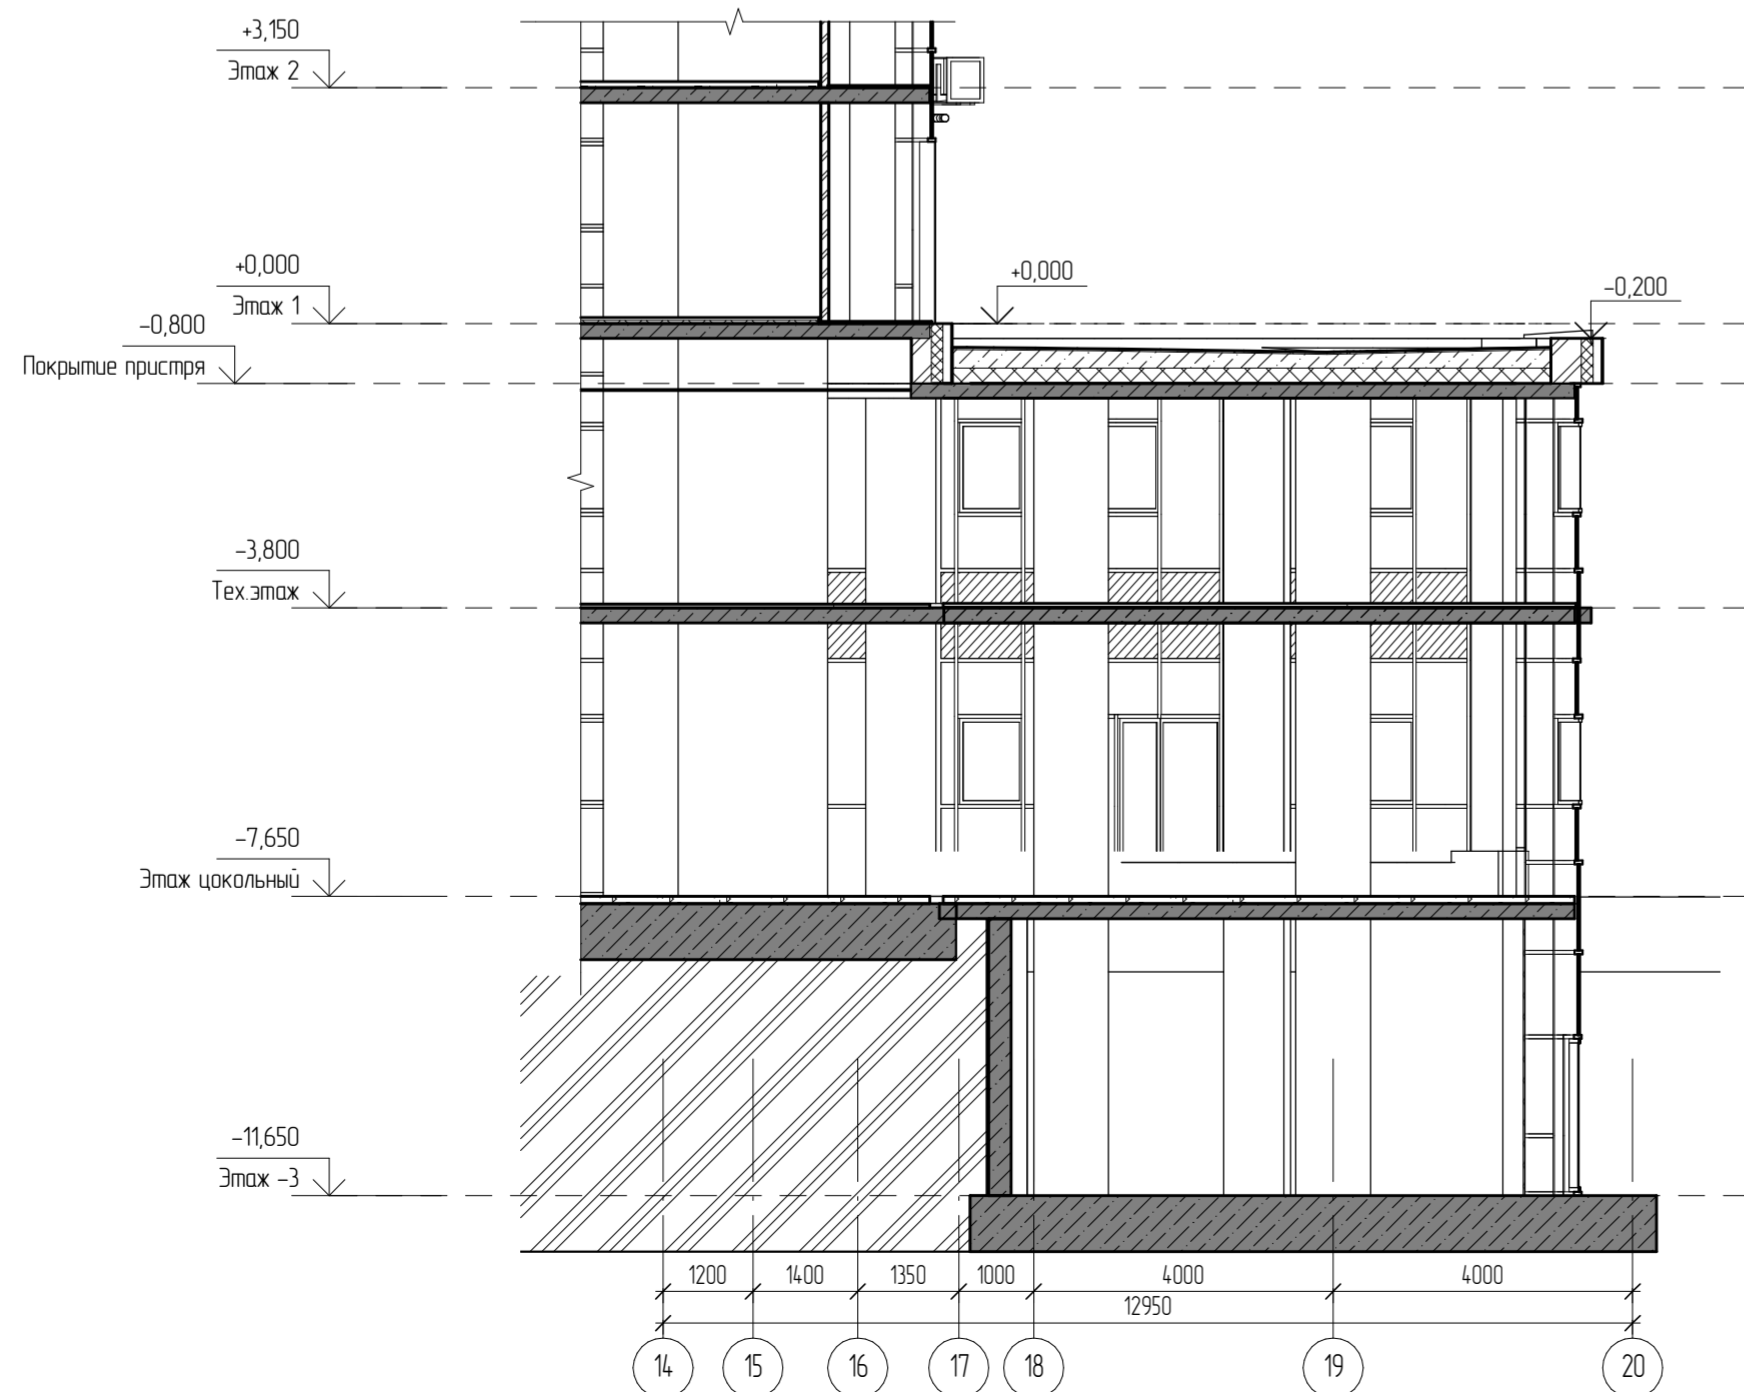 +3,150
Этаж 2
+0,000
Этаж 1
+0,000
-0,200
-0,800
Покрытие пристря
-3,800
Тех.этаж
-7,650
Этаж цокольный
-11,650
Этаж -3
1200 1400 1350 1000 4000 4000
12950
14 15 16 17 18 19 20